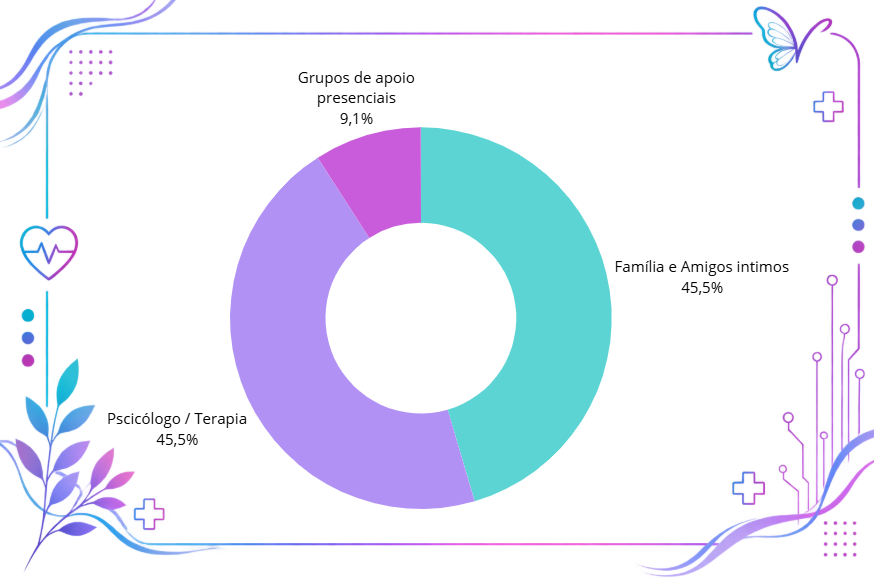 Grupos de apoio
presenciais
9,1%
Família e Amigos intimos
45,5%
Pscicólogo / Terapia
45,5%